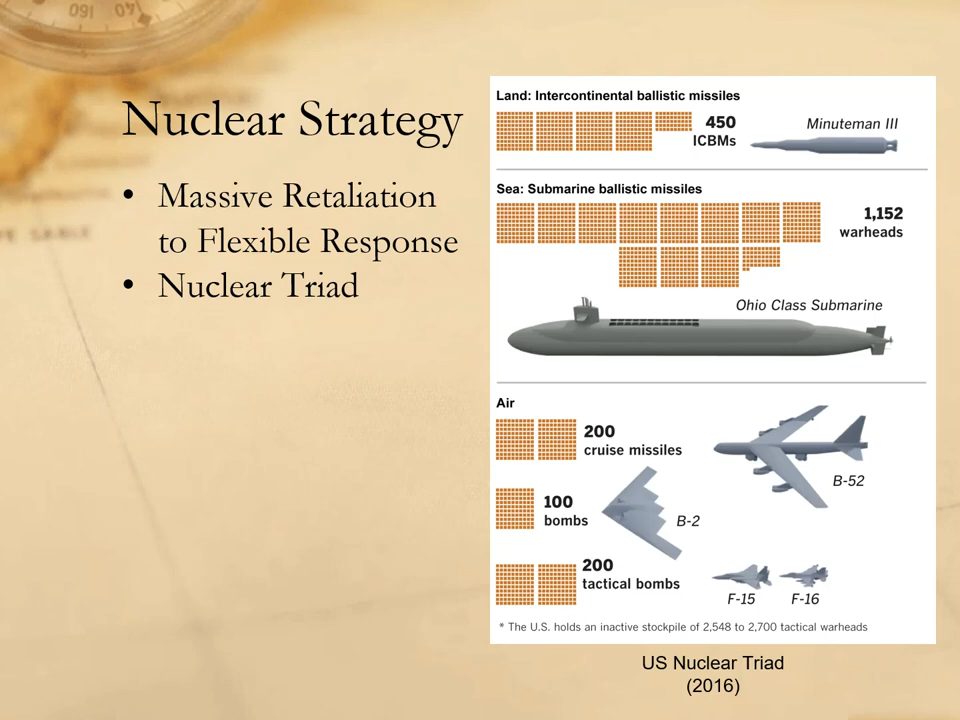 Nuclear Strategy
• Massive Retaliation
to Flexible Response
• Nuclear Triad
Land: Intercontinental ballistic missiles
450
ICBMs
Minuteman III
Sea: Submarine ballistic missiles
1,152
warheads
Ohio Class Submarine
Air
200
cruise missiles
B-52
100
bombs
B-2
200
tactical bombs
F-15
F-16
* The U.S. holds an inactive stockpile of 2,548 to 2,700 tactical warheads
US Nuclear Triad
(2016)